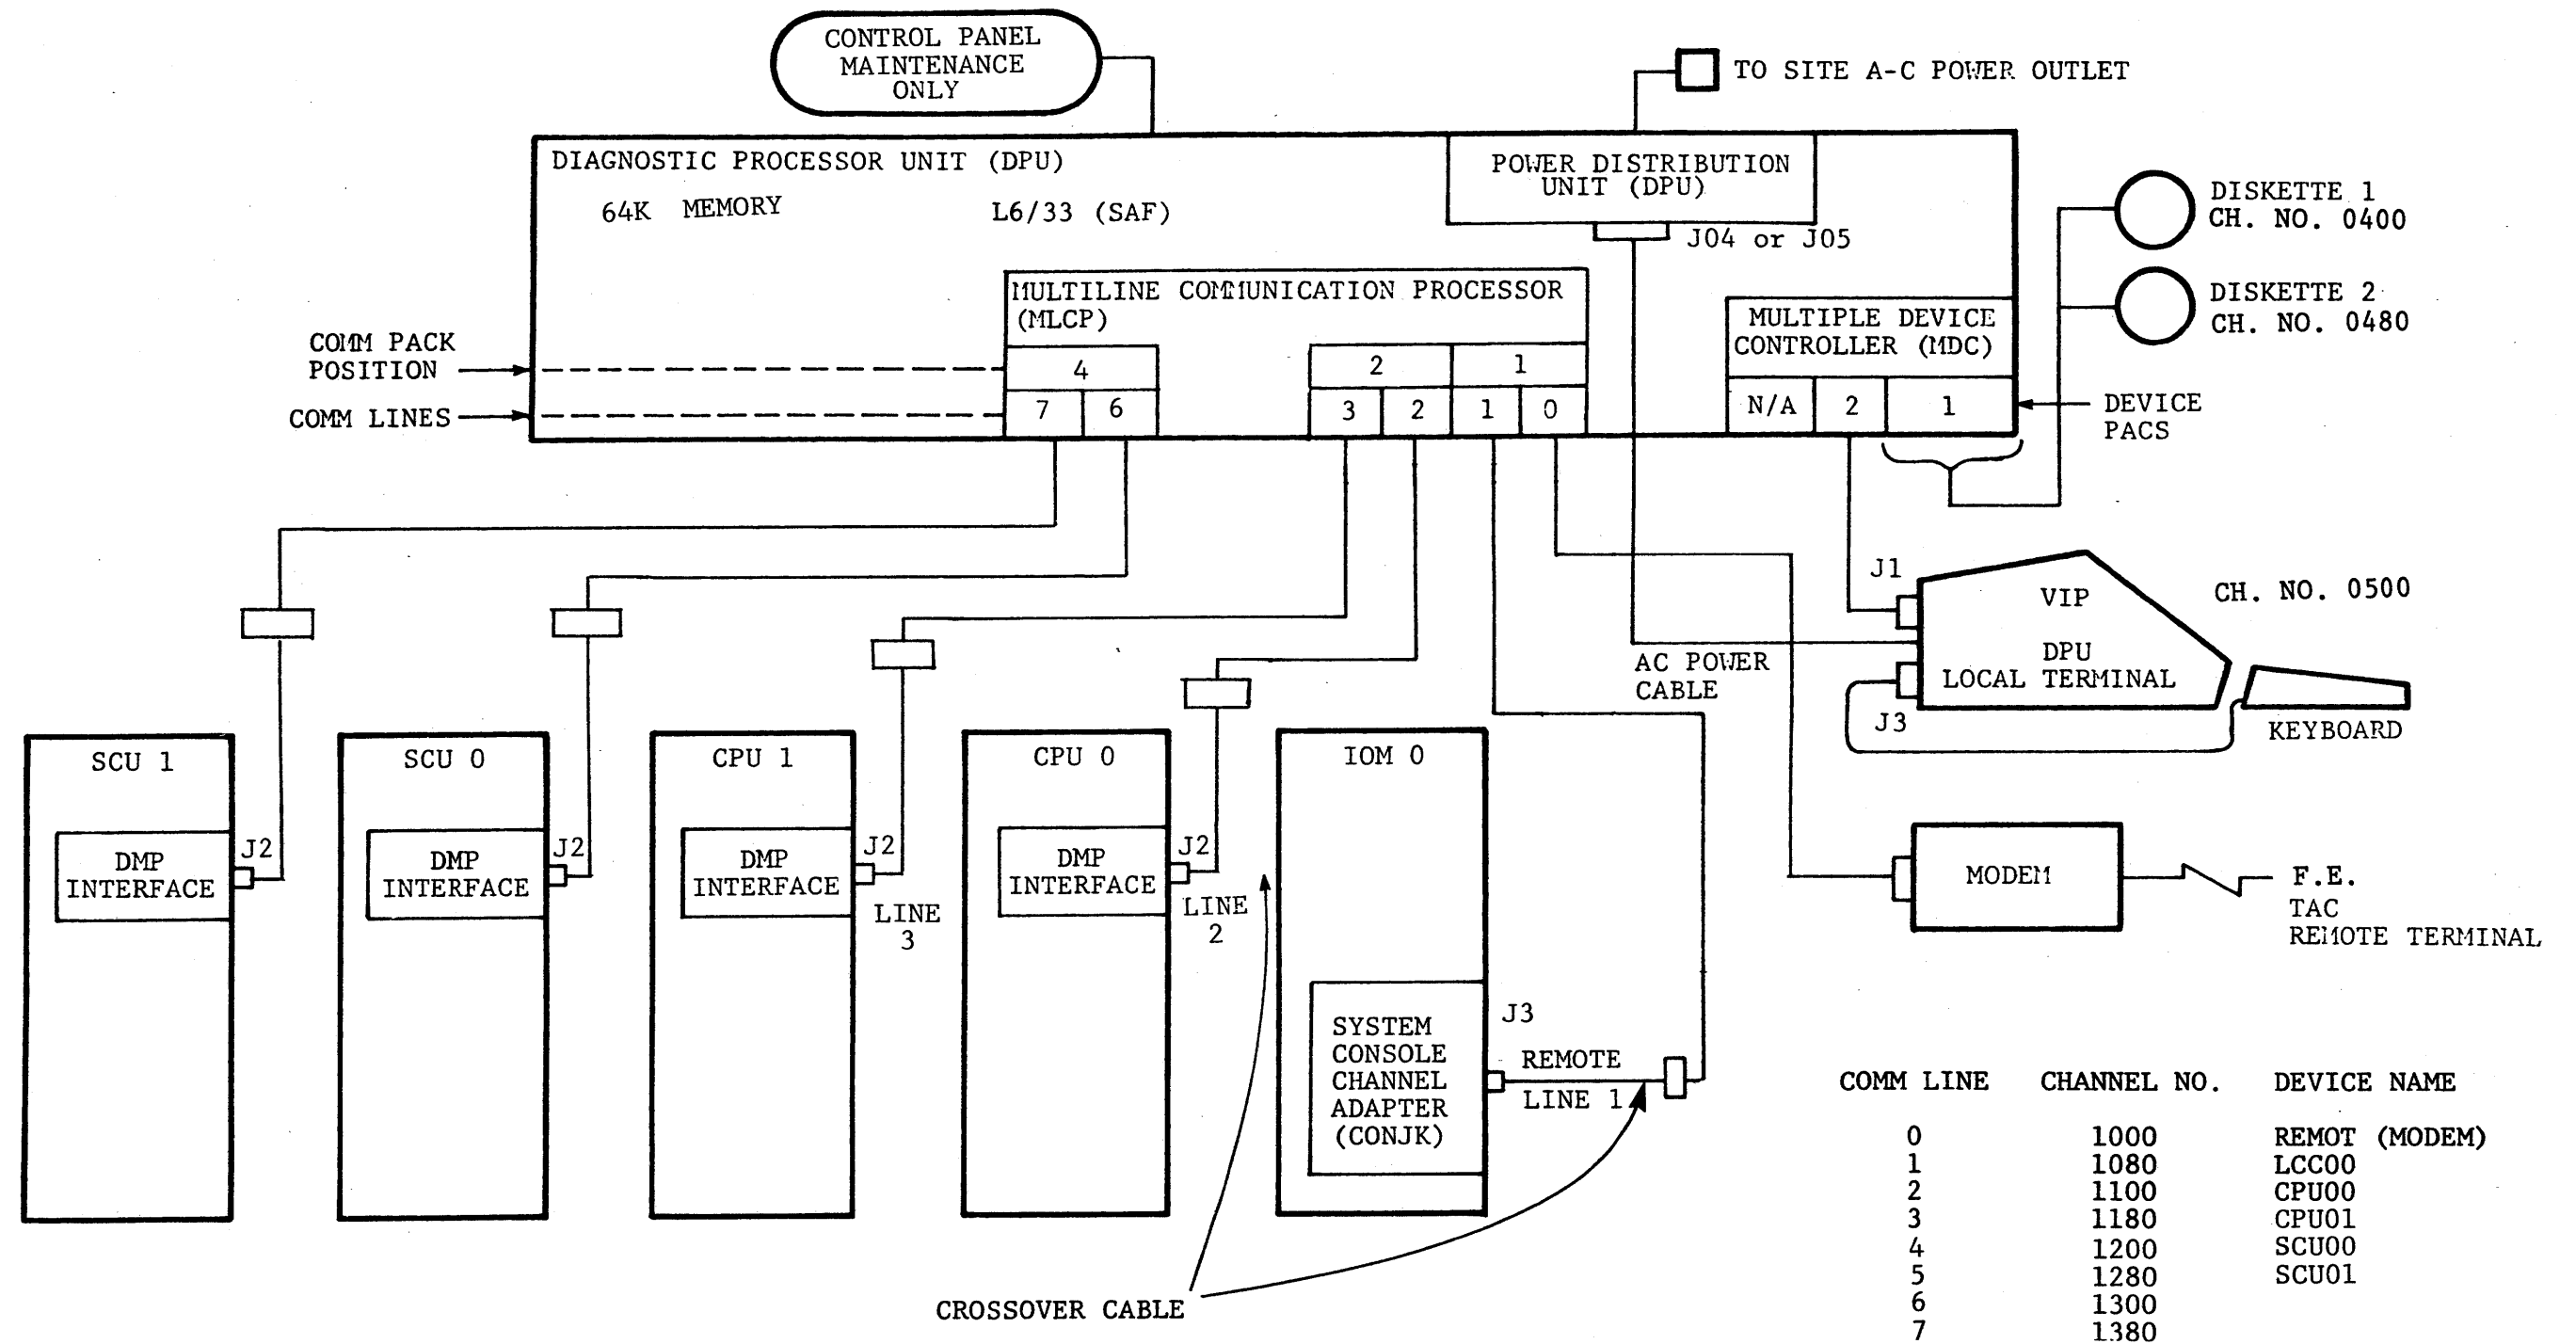 CONTROL PANEL
MAINTENANCE
ONLY
TO SITE A-C POWER OUTLET
DIAGNOSTIC PROCESSOR UNIT (DPU)
64K MEMORY
L6/33 (SAF)
POWER DISTRIBUTION
UNIT (DPU)
J04 or J05
DISKETTE 1
CH. NO. 0400
DISKETTE 2
CH. NO. 0480
MULTILINE COMMUNICATION PROCESSOR
(MLCP)
4
7 6
2 1
3 2 1 0
MULTIPLE DEVICE
CONTROLLER (MDC)
N/A 2 1
COMM PACK
POSITION
COMM LINES
DEVICE
PACS
J1
VIP
DPU
LOCAL TERMINAL
J3
CH. NO. 0500
KEYBOARD
AC POWER
CABLE
SCU 1
DMP
INTERFACE
J2
SCU 0
DMP
INTERFACE
J2
CPU 1
DMP
INTERFACE
J2
LINE
3
CPU 0
DMP
INTERFACE
J2
LINE
2
IOM 0
SYSTEM
CONSOLE
CHANNEL
ADAPTER
(CONJK)
J3
REMOTE
LINE 1
MODEM
F.E.
TAC
REMOTE TERMINAL
CROSSOVER CABLE
COMM LINE CHANNEL NO. DEVICE NAME
0 1000 REMOT (MODEM)
1 1080 LCC00
2 1100 CPU00
3 1180 CPU01
4 1200 SCU00
5 1280 SCU01
6 1300
7 1380